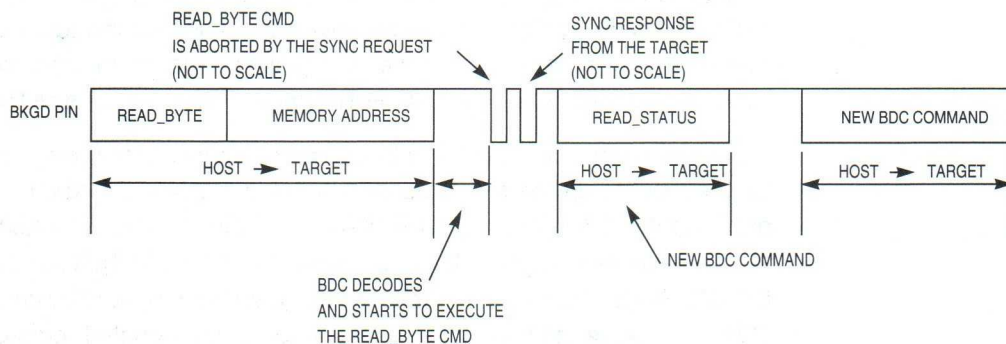 READ_BYTE CMD
IS ABORTED BY THE SYNC REQUEST
(NOT TO SCALE)
SYNC RESPONSE
FROM THE TARGET
(NOT TO SCALE)
BKGD PIN
READ_BYTE
MEMORY ADDRESS
READ_STATUS
NEW BDC COMMAND
HOST → TARGET
HOST → TARGET
HOST → TARGET
BDC DECODES
AND STARTS TO EXECUTE
THE READ_BYTE CMD
NEW BDC COMMAND